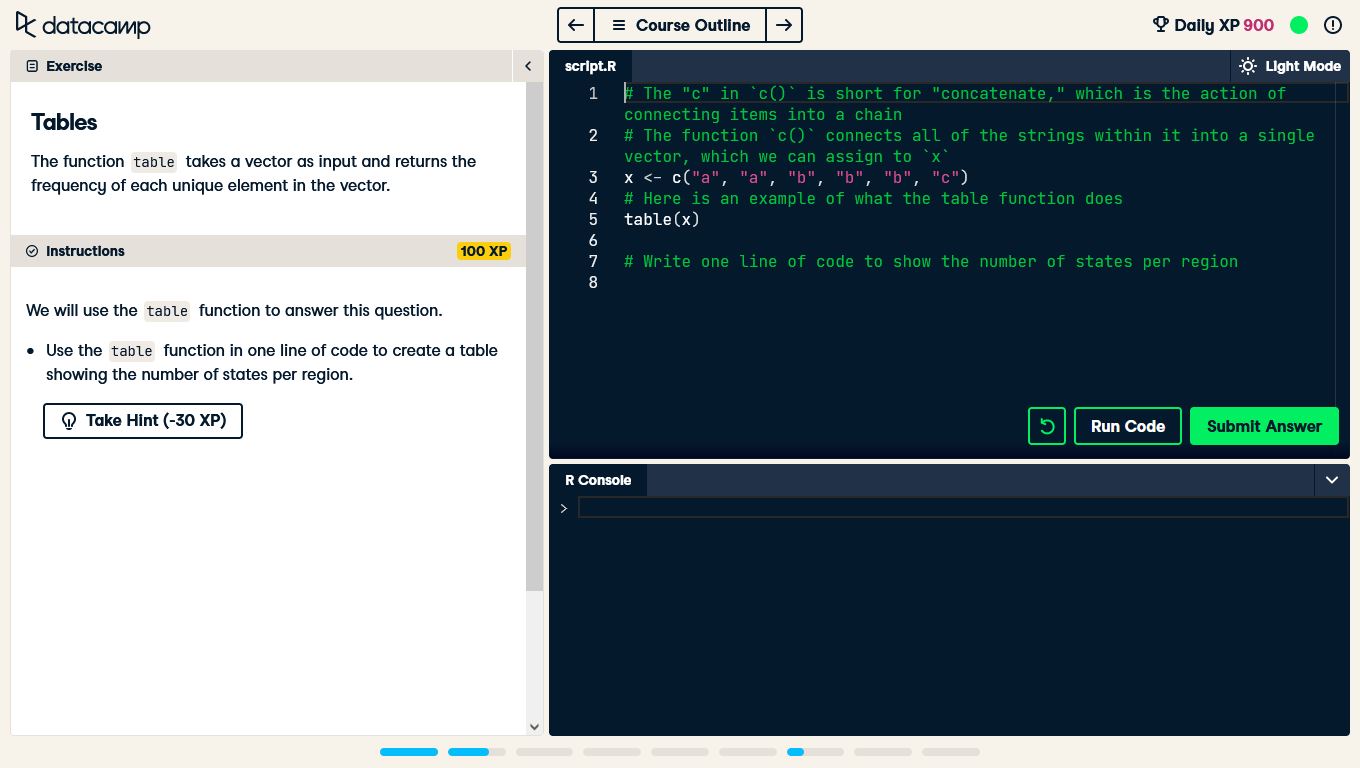 datacamp
Course Outline
Daily XP 900
Exercise
script.R
Light Mode
Tables
The function table takes a vector as input and returns the
frequency of each unique element in the vector.
Instructions
100 XP
We will use the table function to answer this question.
• Use the table function in one line of code to create a table
showing the number of states per region.
Take Hint (-30 XP)
1 # The "c" in `c()` is short for "concatenate," which is the action of
connecting items into a chain
2 # The function `c()` connects all of the strings within it into a single
vector, which we can assign to `x`
3 x <- c("a", "a", "b", "b", "b", "c")
4 # Here is an example of what the table function does
5 table(x)
6
7 # Write one line of code to show the number of states per region
8
Run Code
Submit Answer
R Console
>